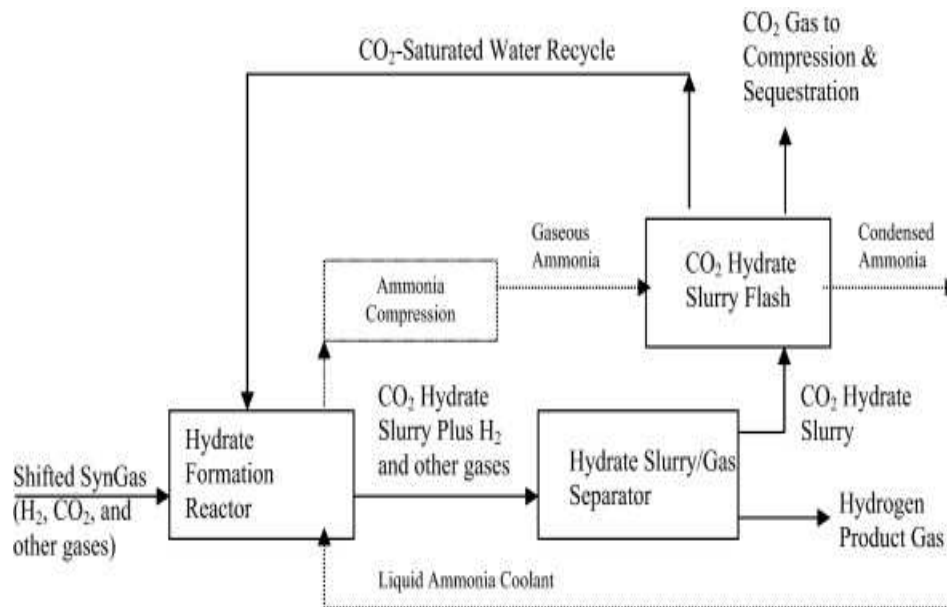 CO₂ Gas to
Compression &
Sequestration
CO₂-Saturated Water Recycle
Gaseous
Ammonia
Condensed
Ammonia
CO₂ Hydrate
Slurry Flash
Ammonia
Compression
CO₂ Hydrate
Slurry Plus H₂
and other gases
CO₂ Hydrate
Slurry
Hydrate
Formation
Reactor
Hydrate Slurry/Gas
Separator
Shifted SynGas
(H₂, CO₂, and
other gases)
Hydrogen
Product Gas
Liquid Ammonia Coolant